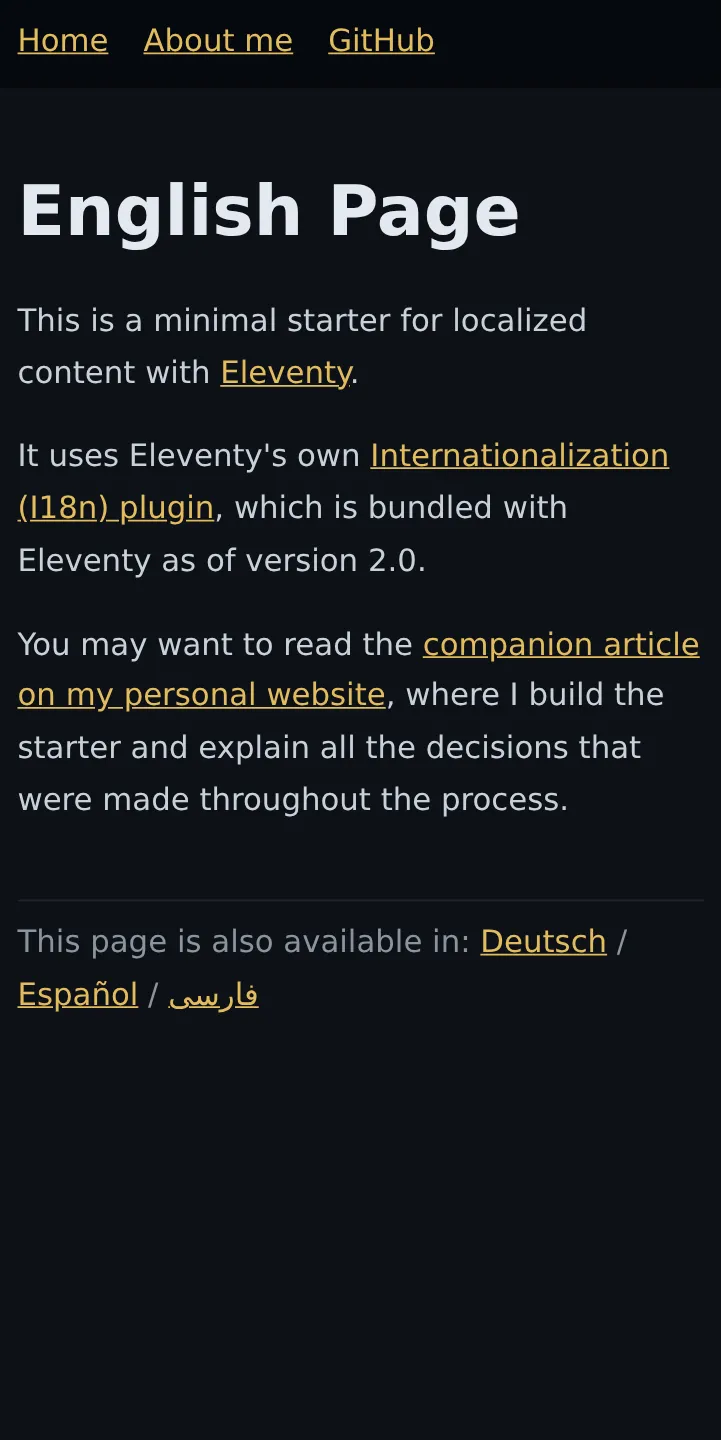 Home About me GitHub
English Page
This is a minimal starter for localized
content with Eleventy.
It uses Eleventy's own Internationalization
(I18n) plugin, which is bundled with
Eleventy as of version 2.0.
You may want to read the companion article
on my personal website, where I build the
starter and explain all the decisions that
were made throughout the process.
This page is also available in: Deutsch /
Español / فارسی